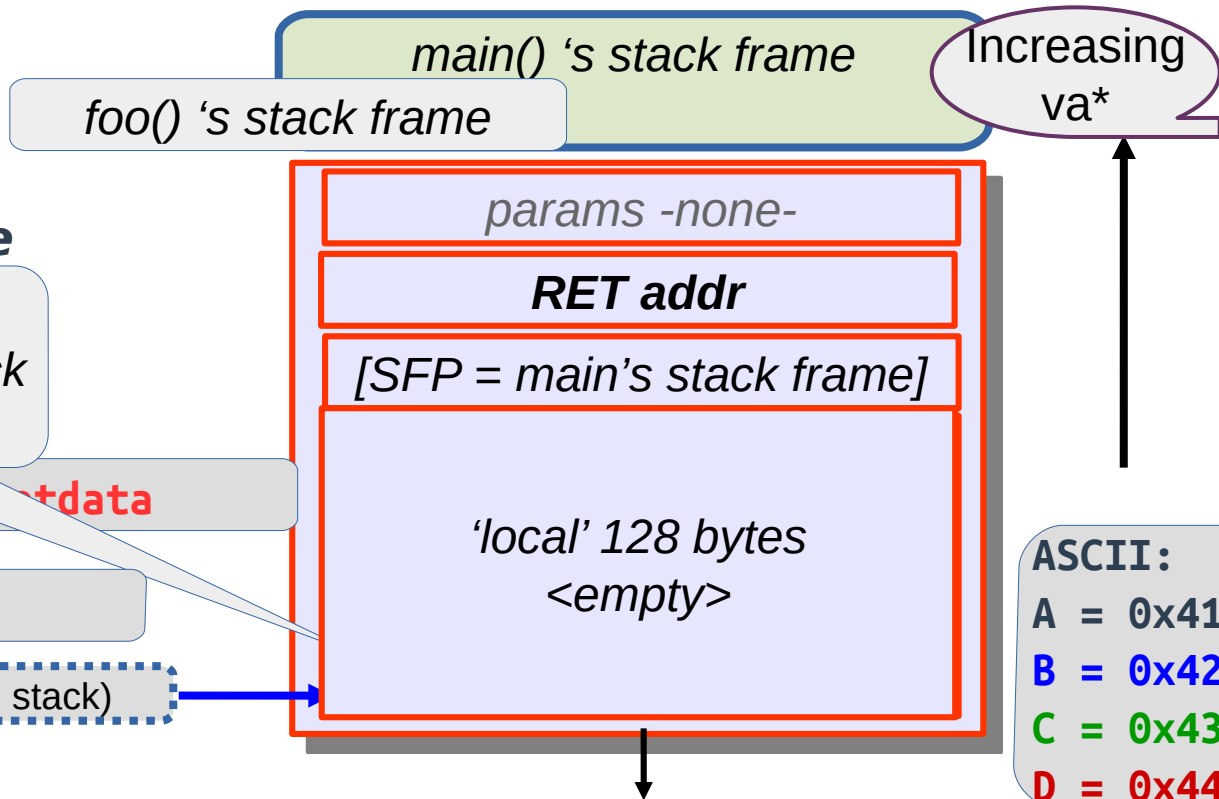 main() ‘s stack frame
Increasing
va*
foo() ‘s stack frame
params -none-
RET addr
[SFP = main’s stack frame]
‘local’ 128 bytes
<empty>
stack)
ASCII:
A = 0x41
B = 0x42
C = 0x43
D = 0x44